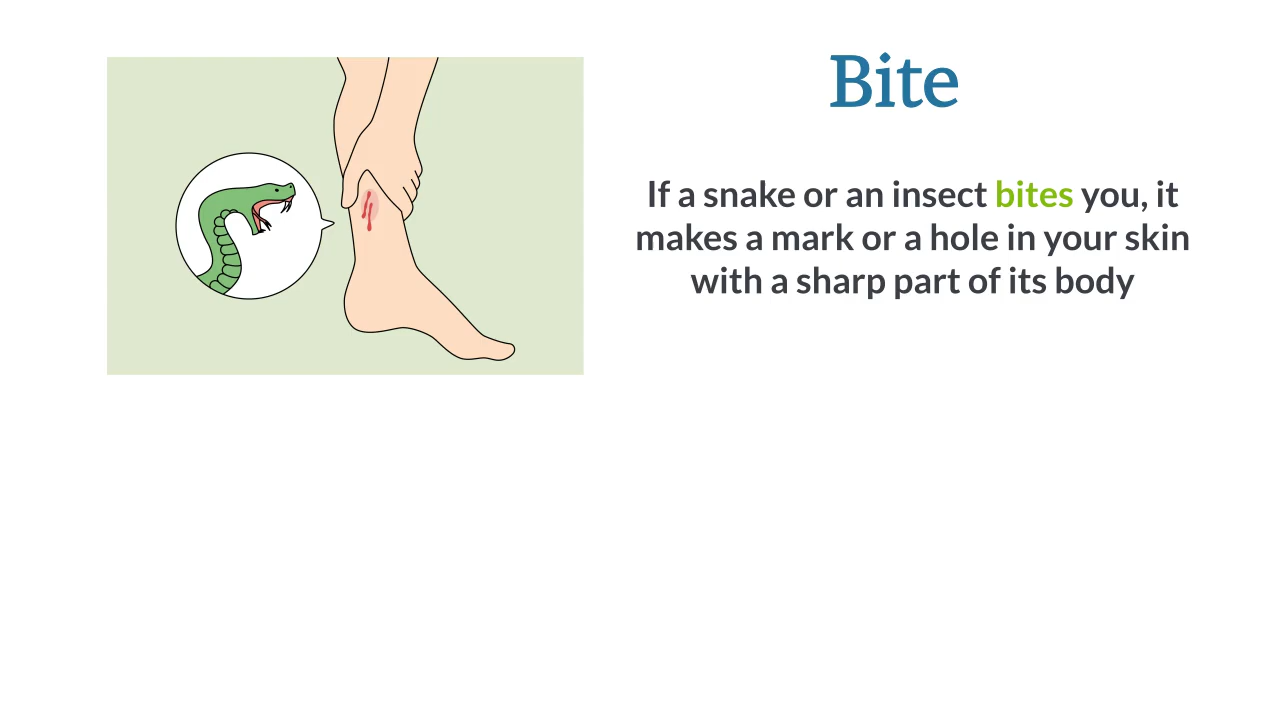 Bite
If a snake or an insect bites you, it
makes a mark or a hole in your skin
with a sharp part of its body